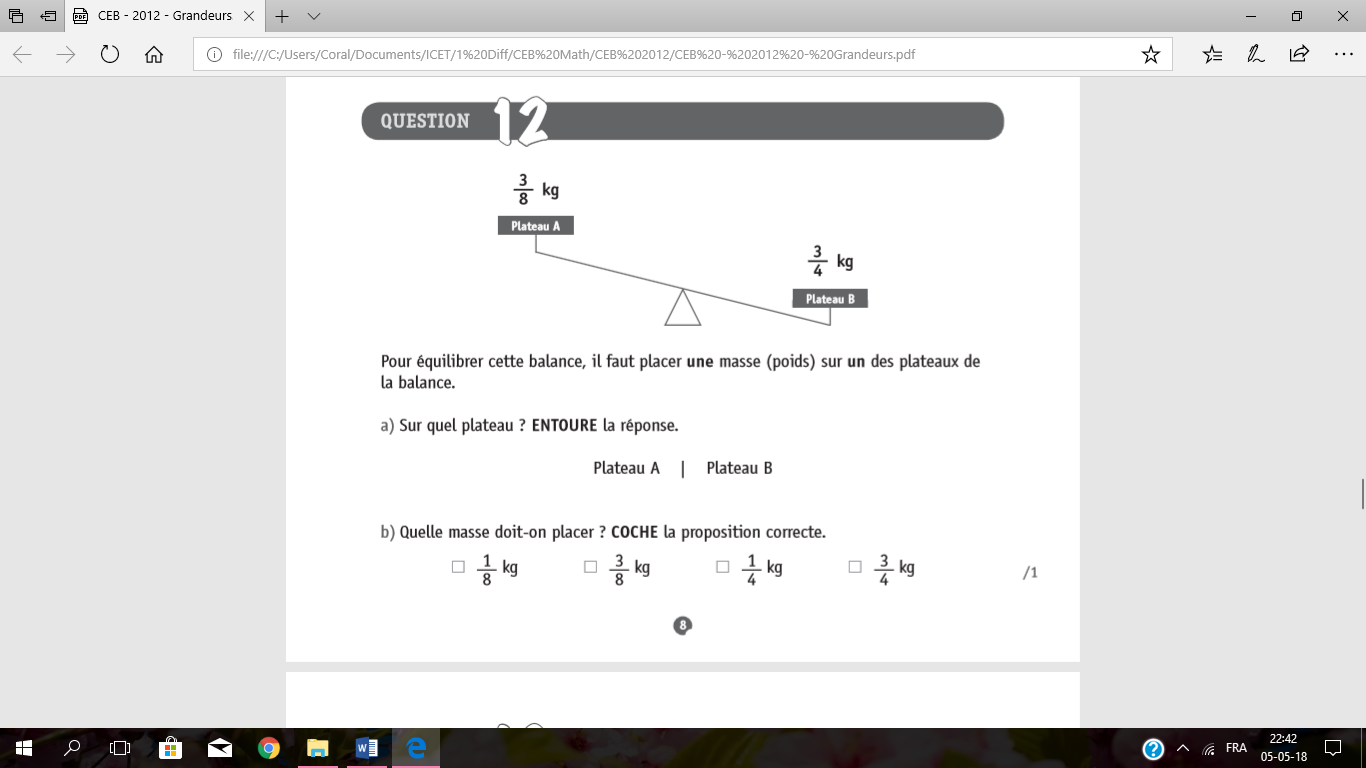 CEB - 2012 - Grandeurs
file:///C:/Users/Coral/Documents/ICET/1%20Diff/CEB%20Math/CEB%202012/CEB%20-%202012%20-%20Grandeurs.pdf
QUESTION 12
3/8 kg
Plateau A
3/4 kg
Plateau B
Pour équilibrer cette balance, il faut placer une masse (poids) sur un des plateaux de
la balance.
a) Sur quel plateau ? ENTOURE la réponse.
Plateau A | Plateau B
b) Quelle masse doit-on placer ? COCHE la proposition correcte.
□ 1/8 kg □ 3/8 kg □ 1/4 kg □ 3/4 kg /1
8
FRA
22:42
05-05-18